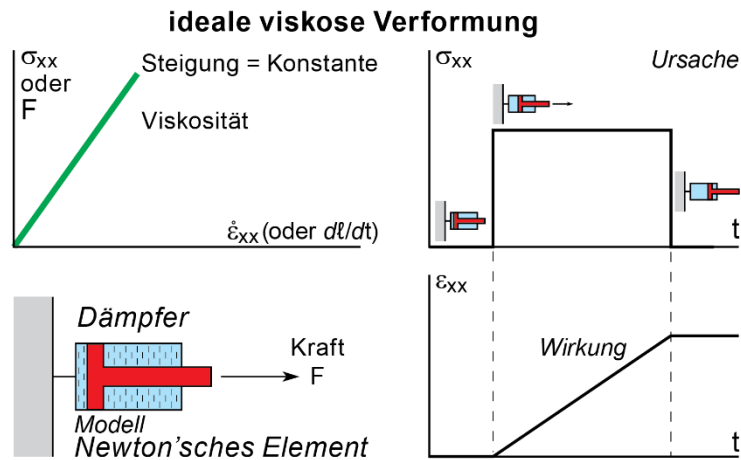 ideale viskose Verformung
σxx
oder
F
Steigung = Konstante
Viskosität
ε̊xx (oder dℓ/dt)
σxx
Ursache
t
Dämpfer
Kraft
F
Modell
Newton'sches Element
εxx
Wirkung
t